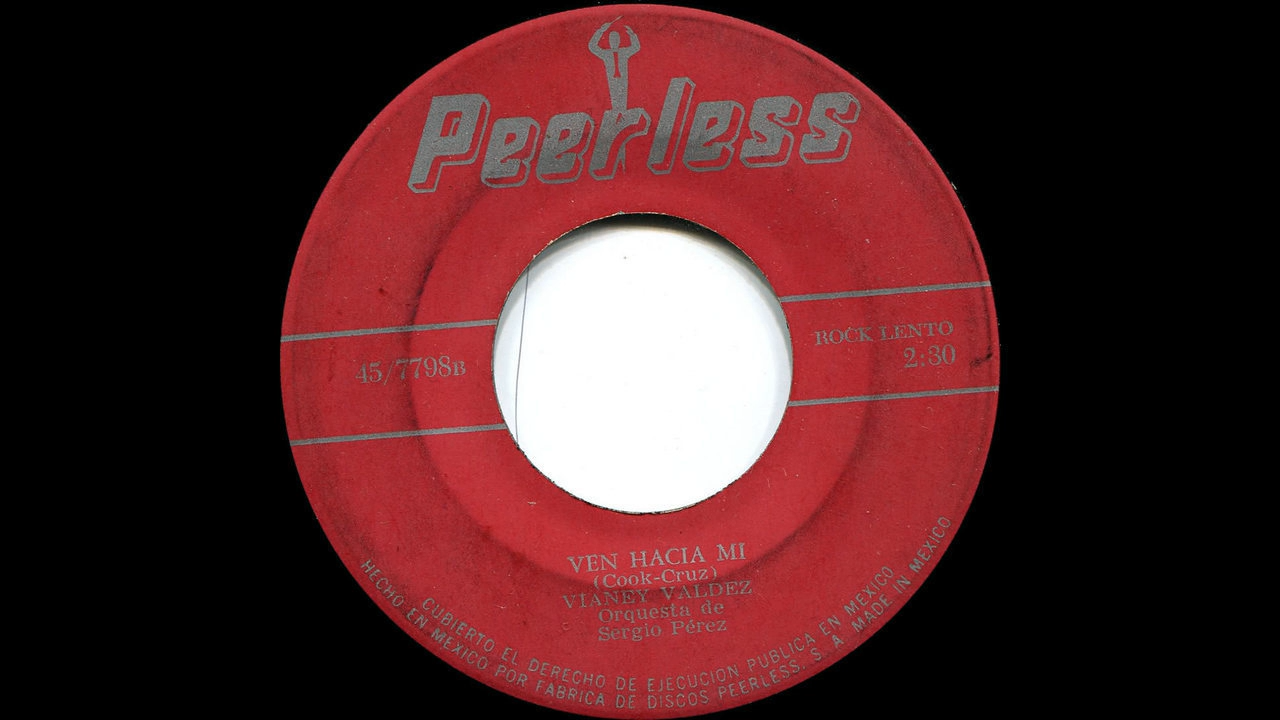 Peerless
45/7798B
ROCK LENTO
2:30
VEN HACIA MI
(Cook-Cruz)
VIANEY VALDEZ
Orquesta de
Sergio Pérez
CUBIERTO EL DERECHO DE EJECUCION PUBLICA EN MEXICO
HECHO EN MEXICO POR FABRICA DE DISCOS PEERLESS, S. A. MADE IN MEXICO